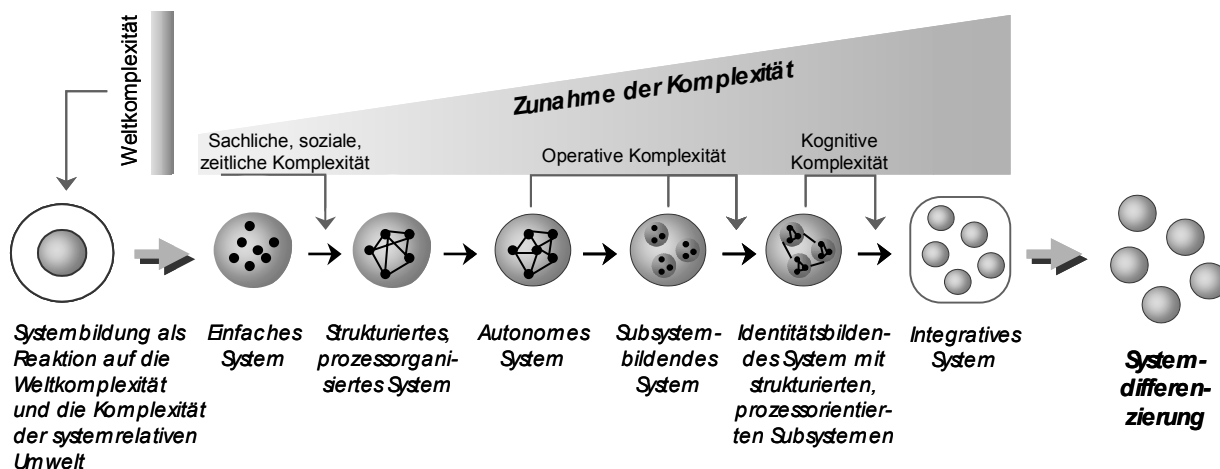 Weltkomplexität
Zunahme der Komplexität
Sachliche, soziale,
zeitliche Komplexität
Operative Komplexität
Kognitive
Komplexität
Systembildung als
Reaktion auf die
Weltkomplexität
und die Komplexität
der systemrelativen
Umwelt
Einfaches
System
Strukturiertes,
prozessorgani-
siertes System
Autonomes
System
Subsystem-
bildendes
System
Identitätsbilden-
des System mit
strukturierten,
prozessorientier-
ten Subsystemen
Integratives
System
System-
differen-
zierung